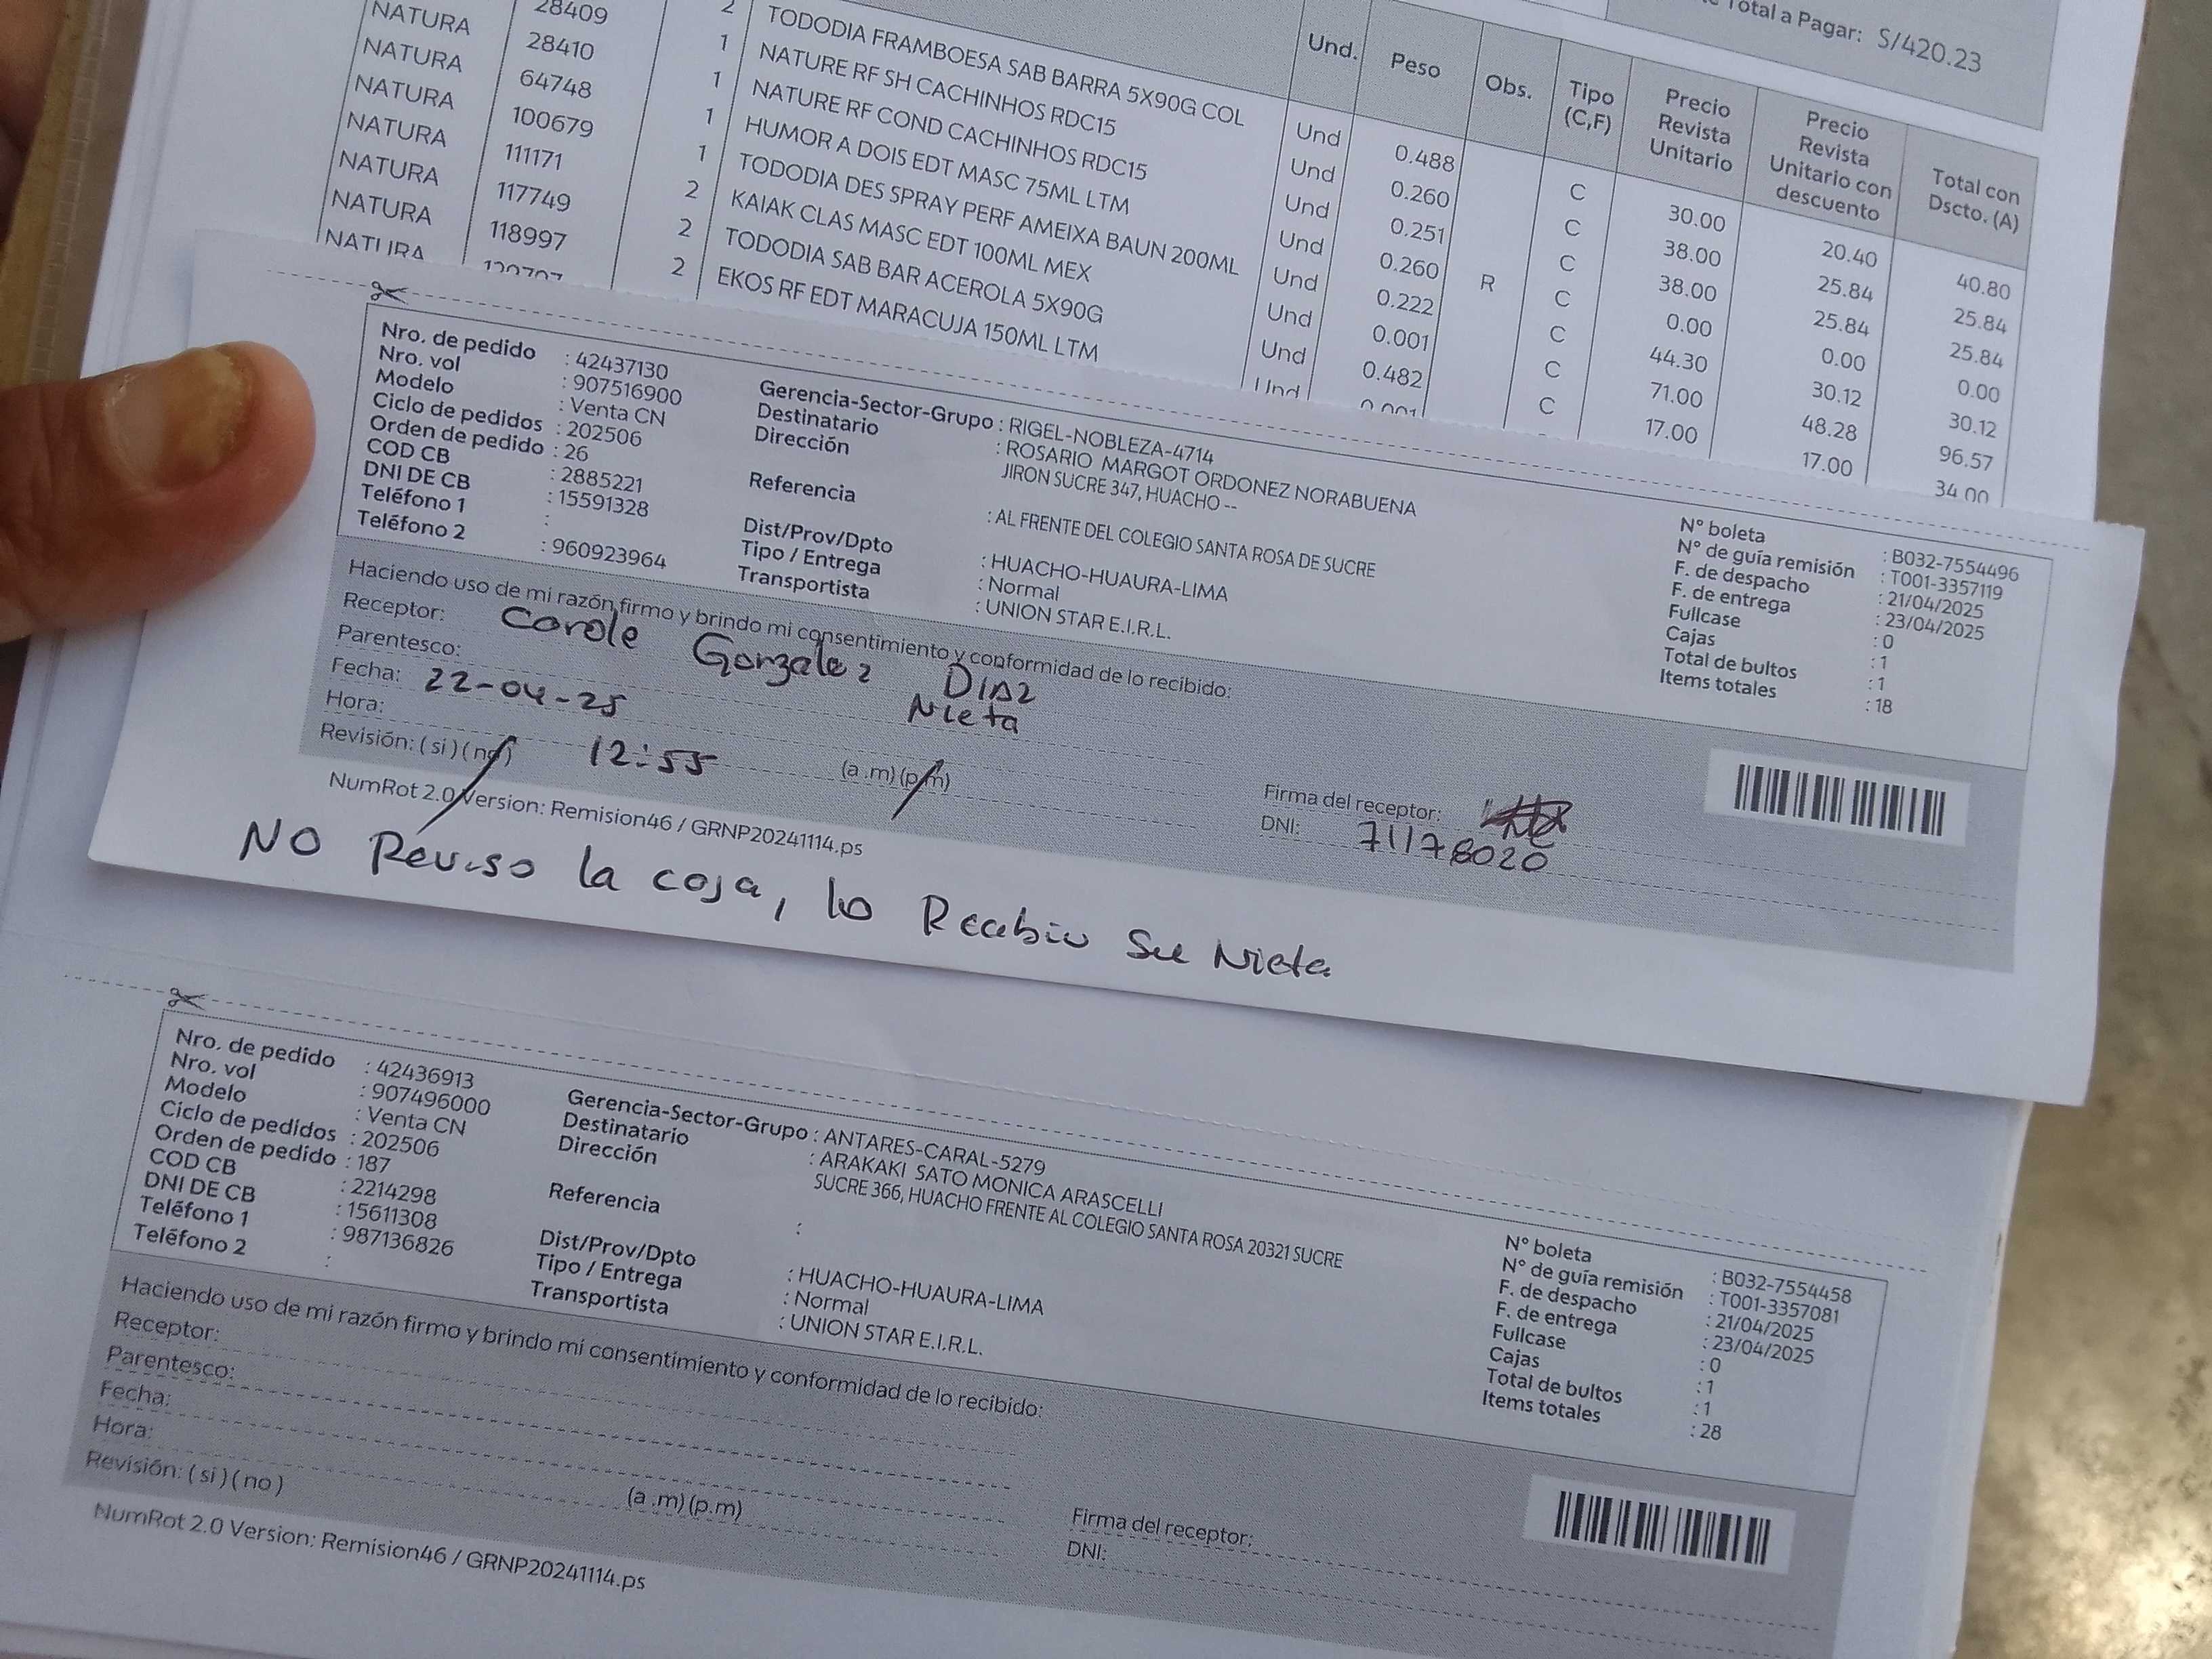 Total a Pagar: S/420.23
Und. Peso Obs. Tipo (C,F) Precio Revista Unitario Precio Revista Unitario con descuento Total con Dscto. (A)
NATURA 28409 2 TODODIA FRAMBOESA SAB BARRA 5X90G COL Und 0.488 C 30.00 20.40 40.80
NATURA 28410 1 NATURE RF SH CACHINHOS RDC15 Und 0.260 C 38.00 25.84 25.84
NATURA 64748 1 NATURE RF COND CACHINHOS RDC15 Und 0.251 C 38.00 25.84 25.84
NATURA 100679 1 HUMOR A DOIS EDT MASC 75ML LTM Und 0.260 R C 0.00 0.00 0.00
NATURA 111171 1 TODODIA DES SPRAY PERF AMEIXA BAUN 200ML Und 0.222 C 44.30 30.12 30.12
NATURA 117749 2 KAIAK CLAS MASC EDT 100ML MEX Und 0.001 C 71.00 48.28 96.57
NATURA 118997 2 TODODIA SAB BAR ACEROLA 5X90G Und 0.482 C 17.00 17.00 34.00
NATURA 2 EKOS RF EDT MARACUJA 150ML LTM Und 0.001
Nro. de pedido : 42437130
Nro. vol : 907516900
Modelo : Venta CN
Ciclo de pedidos : 202506
Orden de pedido : 26
COD CB : 2885221
DNI DE CB : 15591328
Teléfono 1 :
Teléfono 2 : 960923964
Gerencia-Sector-Grupo : RIGEL-NOBLEZA-4714
Destinatario : ROSARIO MARGOT ORDONEZ NORABUENA
Dirección JIRON SUCRE 347, HUACHO --
Referencia : AL FRENTE DEL COLEGIO SANTA ROSA DE SUCRE
Dist/Prov/Dpto : HUACHO-HUAURA-LIMA
Tipo / Entrega : Normal
Transportista : UNION STAR E.I.R.L.
N° boleta : B032-7554496
N° de guía remisión : T001-3357119
F. de despacho : 21/04/2025
F. de entrega : 23/04/2025
Fullcase : 0
Cajas : 1
Total de bultos : 1
Items totales : 18
Haciendo uso de mi razón firmo y brindo mi consentimiento y conformidad de lo recibido:
Receptor: Carole Gonzalez Diaz
Parentesco: Nieta
Fecha: 22-04-25
Hora: 12:55 (a.m) (p.m)
Revisión: ( si ) ( no )
Firma del receptor:
DNI: 71178020
NumRot 2.0 Version: Remision46 / GRNP20241114.ps
NO Reviso la caja, lo Recibio su Nieta
Nro. de pedido : 42436913
Nro. vol : 907496000
Modelo : Venta CN
Ciclo de pedidos : 202506
Orden de pedido : 187
COD CB : 2214298
DNI DE CB : 15611308
Teléfono 1 : 987136826
Teléfono 2 :
Gerencia-Sector-Grupo : ANTARES-CARAL-5279
Destinatario : ARAKAKI SATO MONICA ARASCELLI
Dirección SUCRE 366, HUACHO FRENTE AL COLEGIO SANTA ROSA 20321 SUCRE
Referencia :
Dist/Prov/Dpto : HUACHO-HUAURA-LIMA
Tipo / Entrega : Normal
Transportista : UNION STAR E.I.R.L.
N° boleta : B032-7554458
N° de guía remisión : T001-3357081
F. de despacho : 21/04/2025
F. de entrega : 23/04/2025
Fullcase : 0
Cajas : 1
Total de bultos : 1
Items totales : 28
Haciendo uso de mi razón firmo y brindo mi consentimiento y conformidad de lo recibido:
Receptor:
Parentesco:
Fecha:
Hora: (a.m) (p.m)
Revisión: ( si ) ( no )
Firma del receptor:
DNI:
NumRot 2.0 Version: Remision46 / GRNP20241114.ps